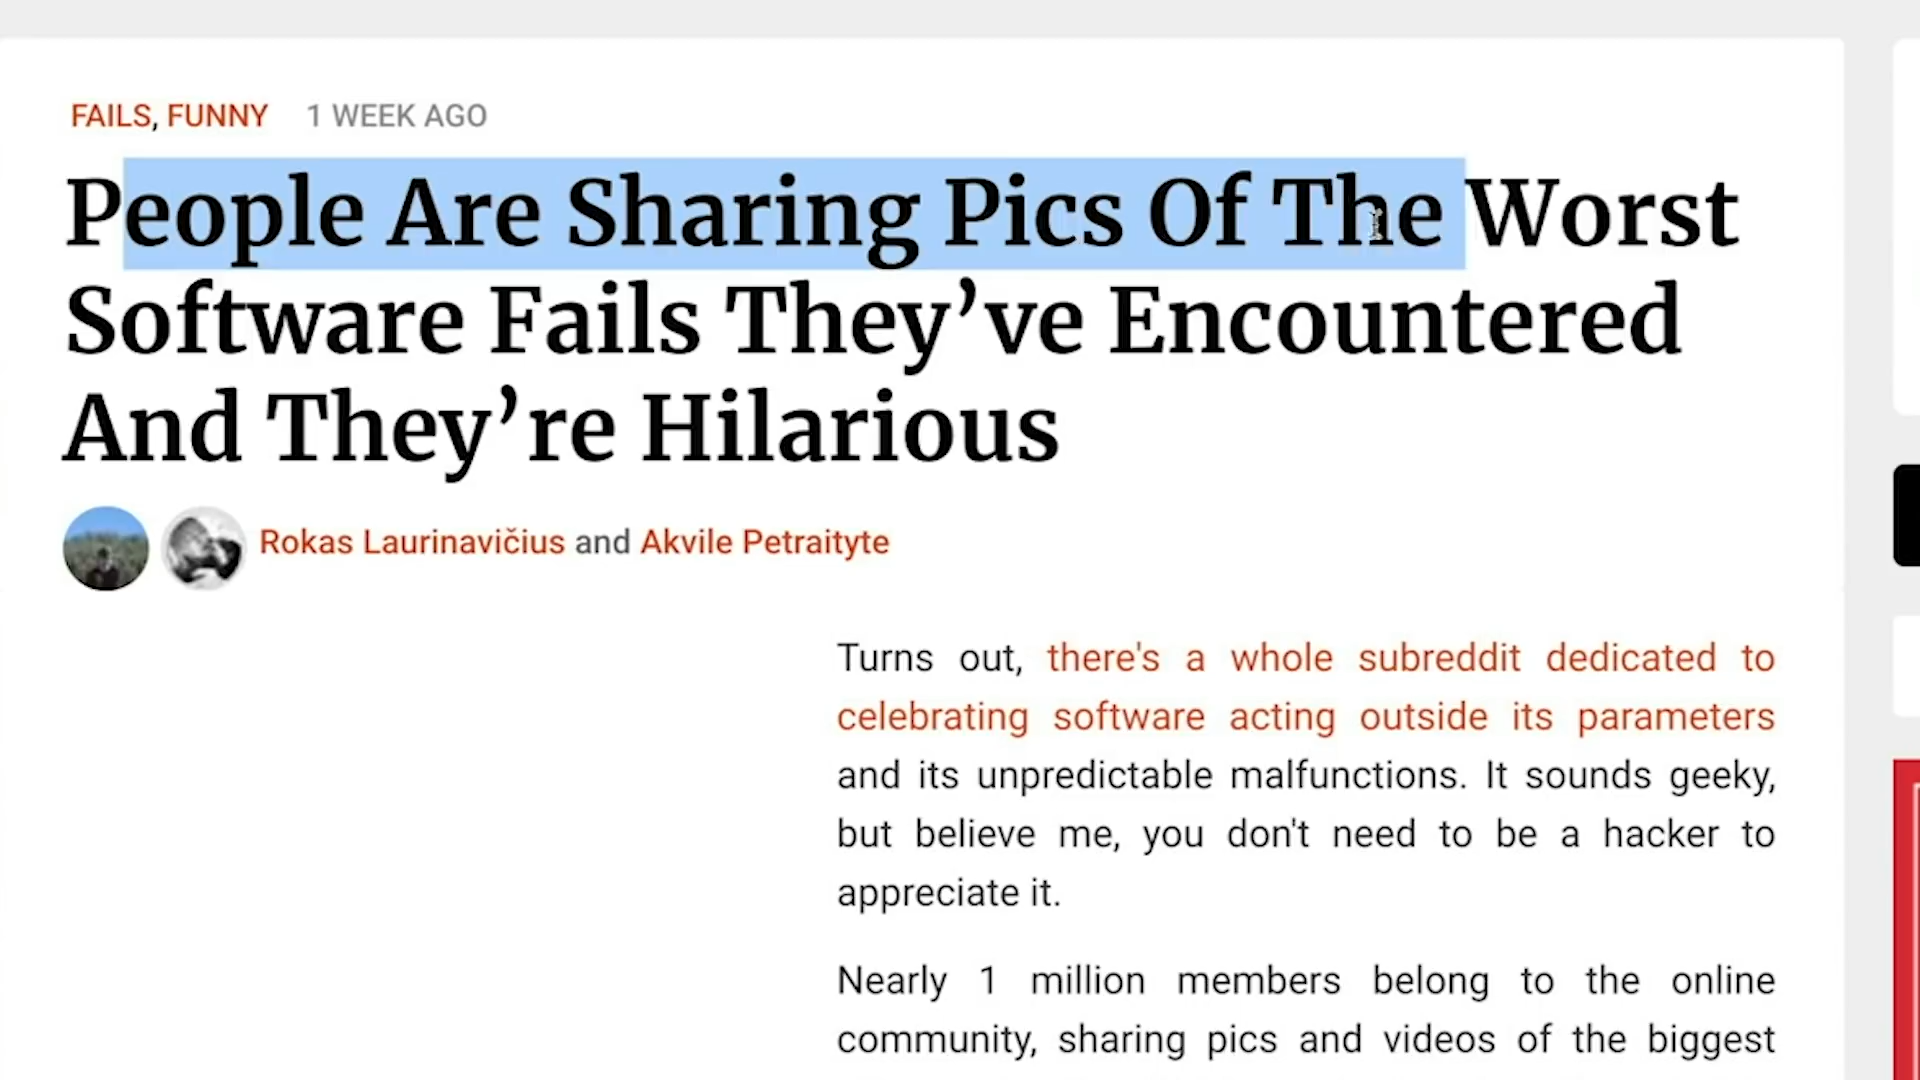 FAILS, FUNNY 1 WEEK AGO
People Are Sharing Pics Of The Worst
Software Fails They’ve Encountered
And They’re Hilarious
Rokas Laurinavičius and Akvile Petraityte
Turns out, there's a whole subreddit dedicated to
celebrating software acting outside its parameters
and its unpredictable malfunctions. It sounds geeky,
but believe me, you don't need to be a hacker to
appreciate it.
Nearly 1 million members belong to the online
community, sharing pics and videos of the biggest